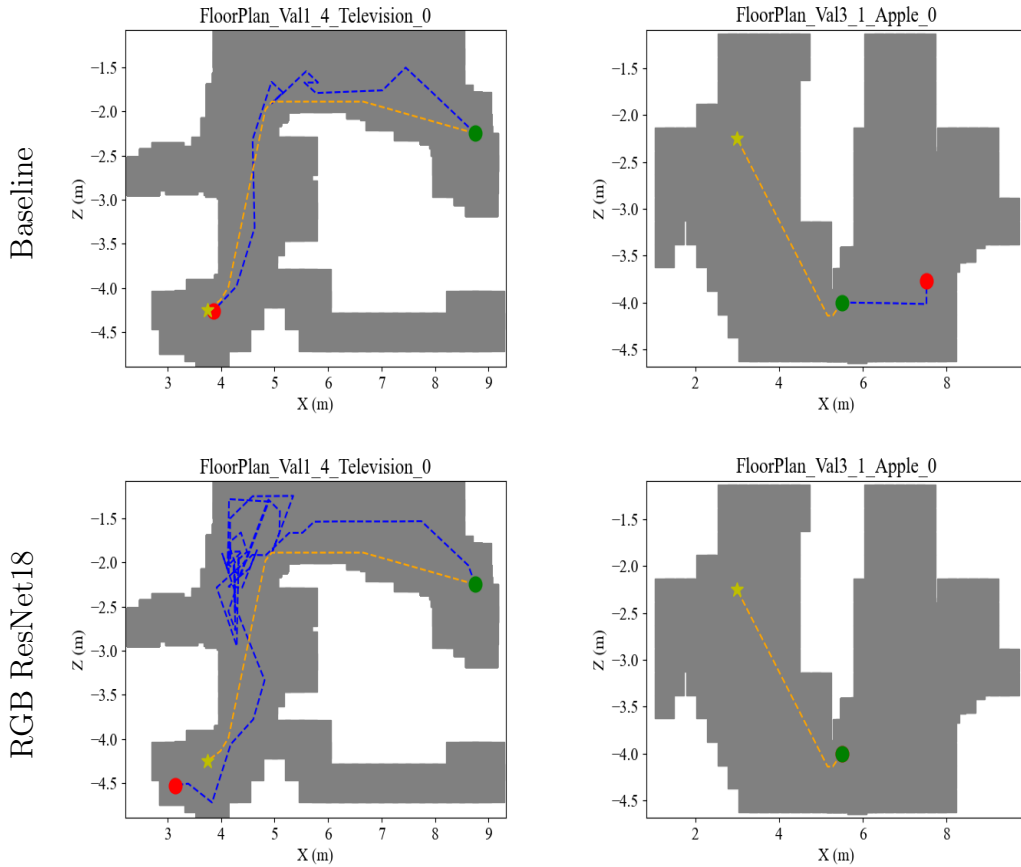 Baseline
FloorPlan_Val1_4_Television_0
Z (m)
−1.5
−2.0
−2.5
−3.0
−3.5
−4.0
−4.5
3 4 5 6 7 8 9
X (m)
FloorPlan_Val3_1_Apple_0
Z (m)
−1.5
−2.0
−2.5
−3.0
−3.5
−4.0
−4.5
2 4 6 8
X (m)
RGB ResNet18
FloorPlan_Val1_4_Television_0
Z (m)
−1.5
−2.0
−2.5
−3.0
−3.5
−4.0
−4.5
3 4 5 6 7 8 9
X (m)
FloorPlan_Val3_1_Apple_0
Z (m)
−1.5
−2.0
−2.5
−3.0
−3.5
−4.0
−4.5
2 4 6 8
X (m)